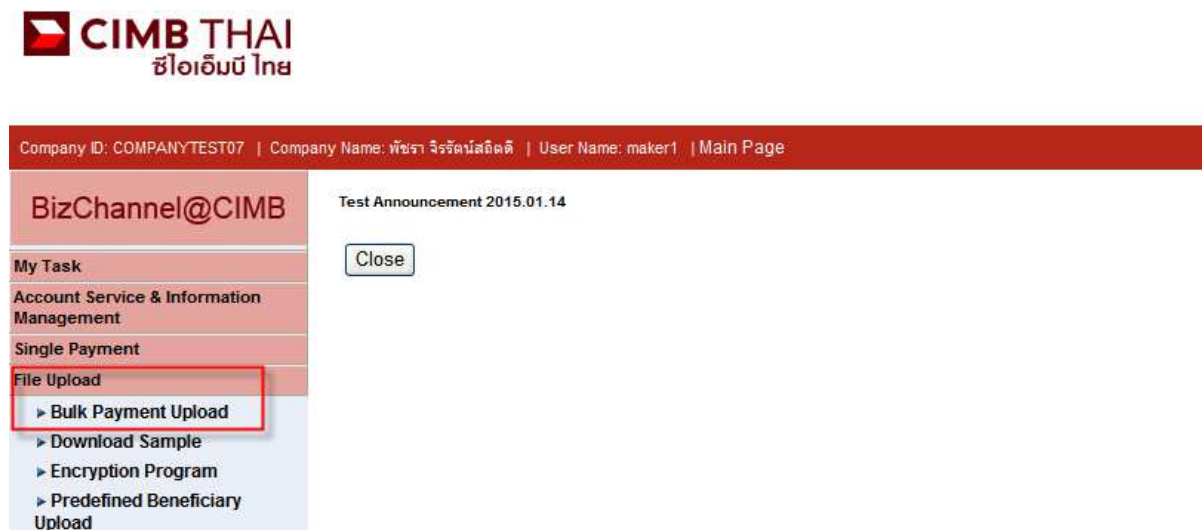 CIMB THAI
ซีไอเอ็มบี ไทย
Company ID: COMPANYTEST07 | Company Name: พัชรา จิรรัตน์สถิตดี | User Name: maker1 | Main Page
BizChannel@CIMB
Test Announcement 2015.01.14
Close
My Task
Account Service & Information
Management
Single Payment
File Upload
Bulk Payment Upload
Download Sample
Encryption Program
Predefined Beneficiary
Upload